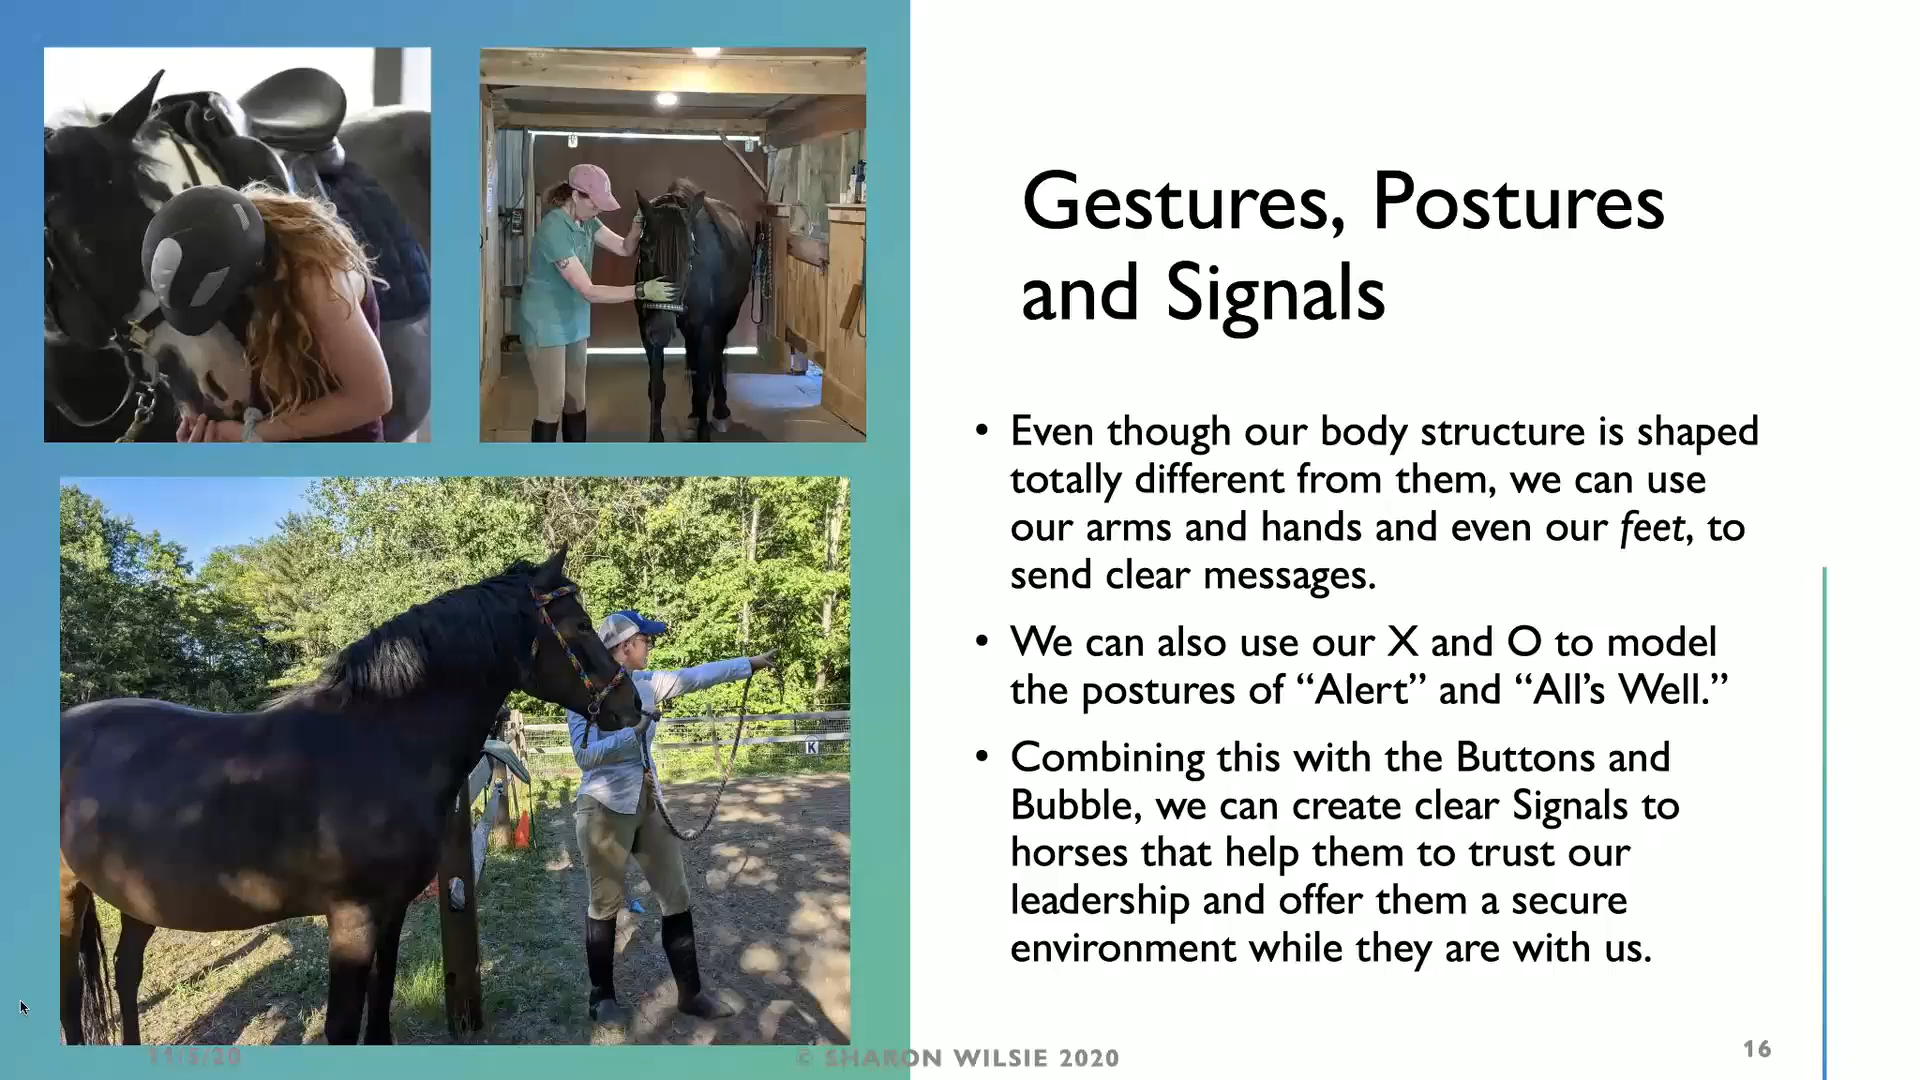 Gestures, Postures
and Signals
• Even though our body structure is shaped
totally different from them, we can use
our arms and hands and even our feet, to
send clear messages.
• We can also use our X and O to model
the postures of “Alert” and “All’s Well.”
• Combining this with the Buttons and
Bubble, we can create clear Signals to
horses that help them to trust our
leadership and offer them a secure
environment while they are with us.
K
11/5/20
© SHARON WILSIE 2020
16